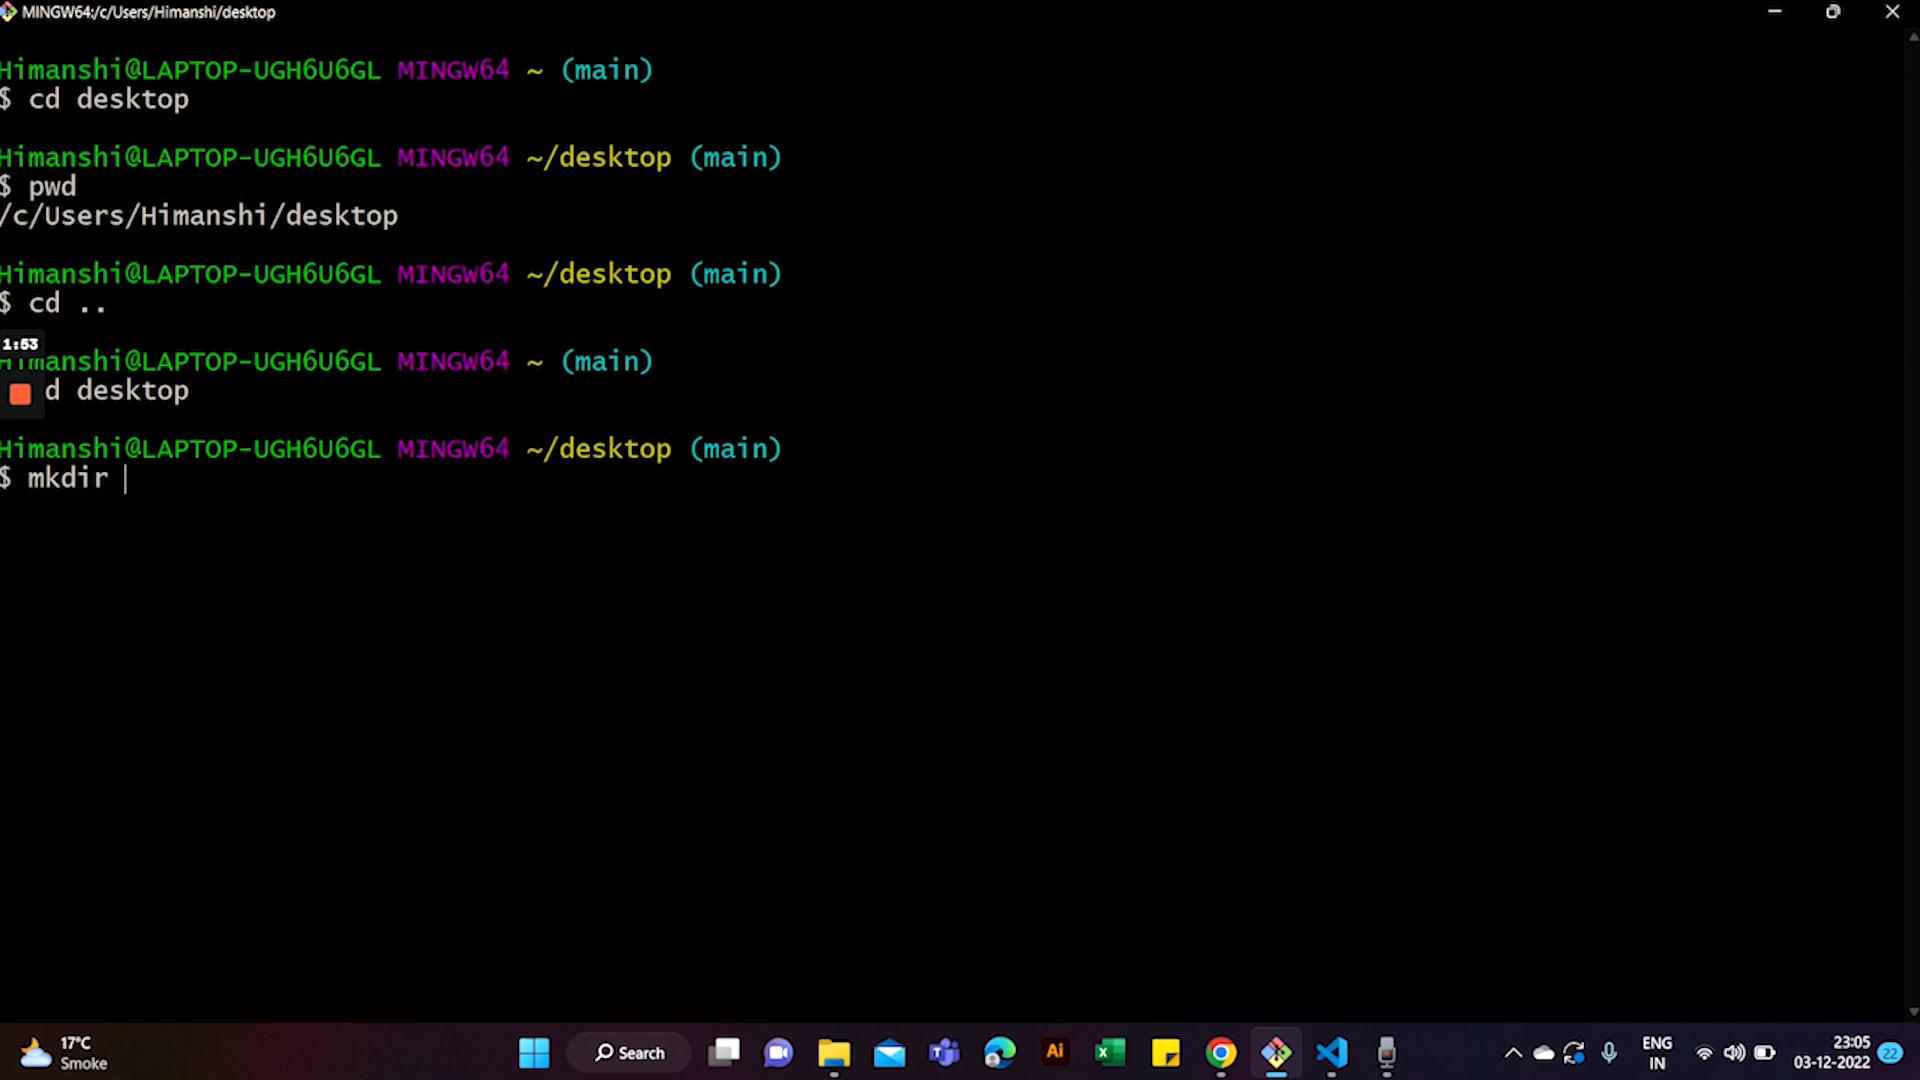 MINGW64:/c/Users/Himanshi/desktop
Himanshi@LAPTOP-UGH6U6GL MINGW64 ~ (main)
$ cd desktop
Himanshi@LAPTOP-UGH6U6GL MINGW64 ~/desktop (main)
$ pwd
/c/Users/Himanshi/desktop
Himanshi@LAPTOP-UGH6U6GL MINGW64 ~/desktop (main)
$ cd ..
1:53
Himanshi@LAPTOP-UGH6U6GL MINGW64 ~ (main)
d desktop
Himanshi@LAPTOP-UGH6U6GL MINGW64 ~/desktop (main)
$ mkdir
17°C
Smoke
Search
Ai
ENG
IN
23:05
03-12-2022
22